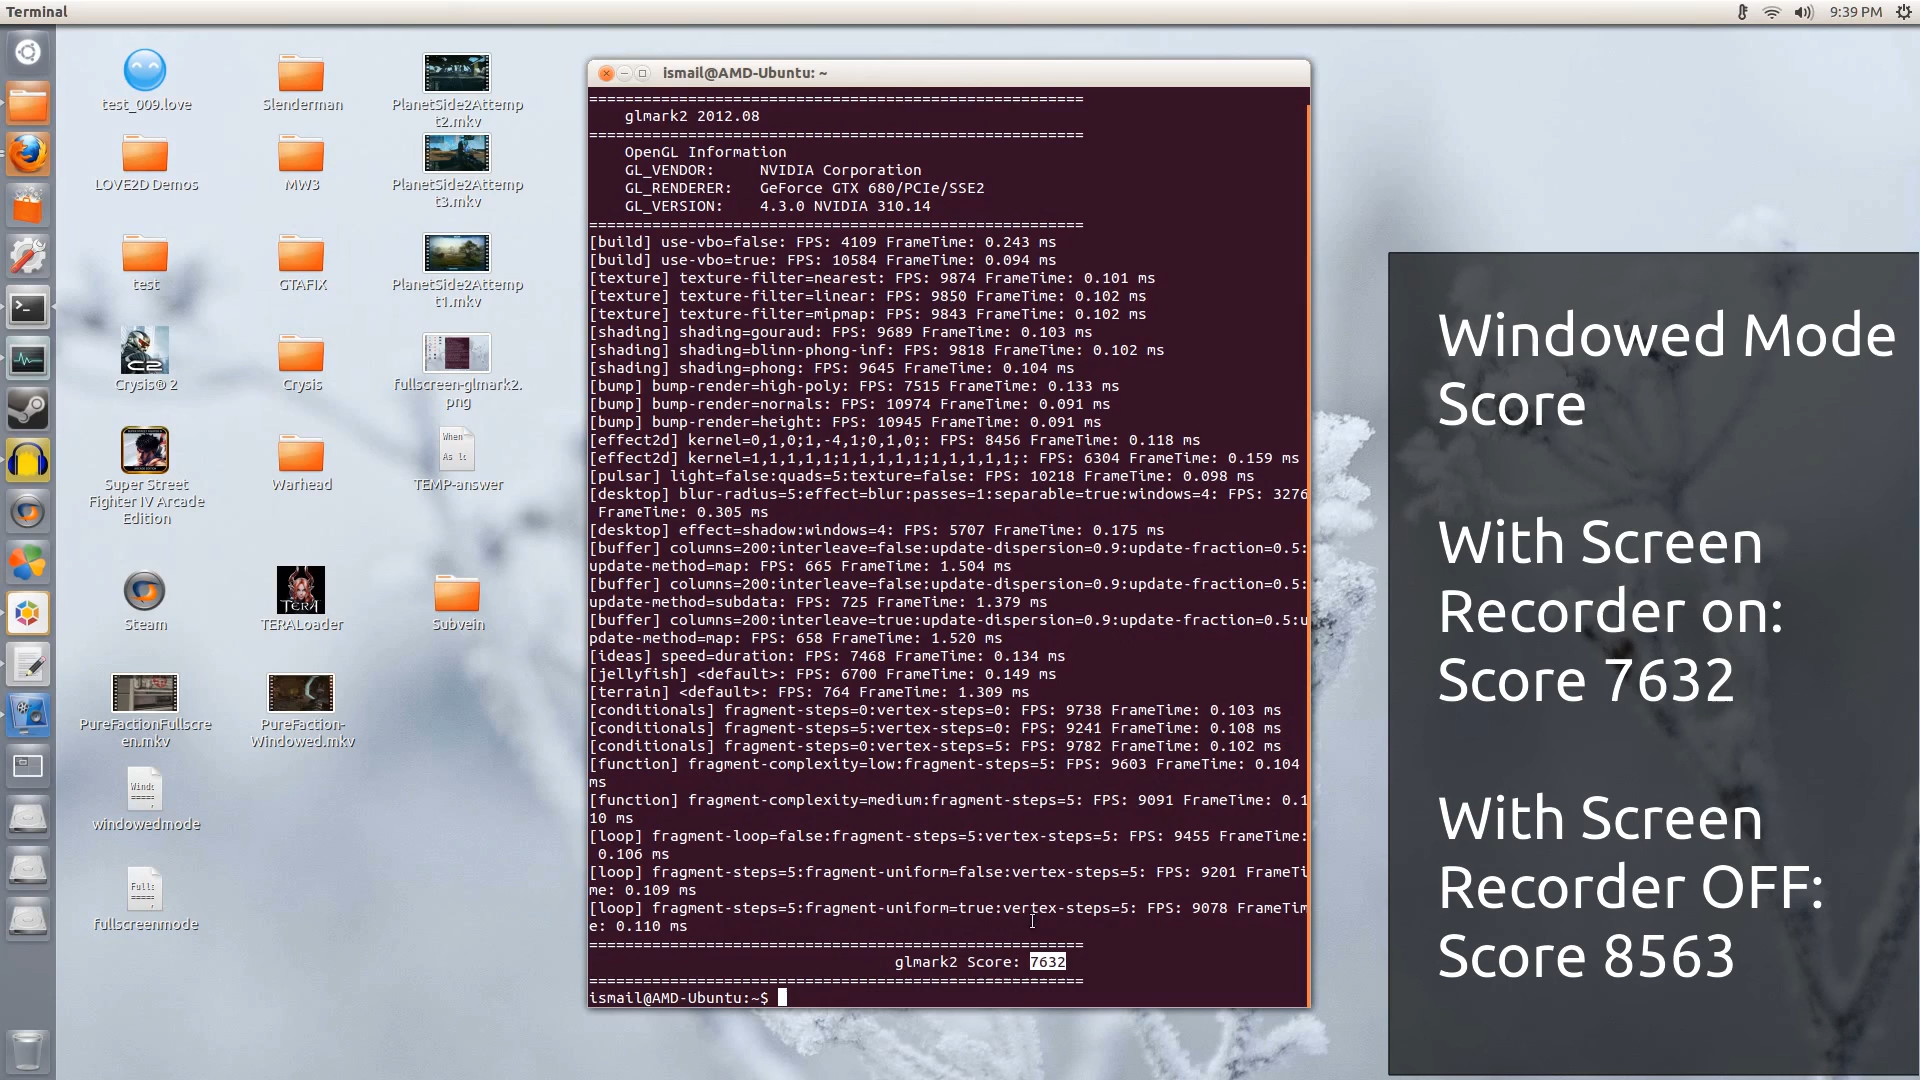 Terminal
9:39 PM
test_009.love
Slenderman
PlanetSide2Attemp
t2.mkv
LOVE2D Demos
MW3
PlanetSide2Attemp
t3.mkv
test
GTAFIX
PlanetSide2Attemp
t1.mkv
Crysis® 2
Crysis
fullscreen-glmark2.
png
Super Street
Fighter IV Arcade
Edition
Warhead
When
TEMP-answer
Steam
TERA
TERALoader
Subvein
PureFactionFullscre
en.mkv
PureFaction-
Windowed.mkv
windowedmode
fullscreenmode
ismail@AMD-Ubuntu: ~
=======================================================
glmark2 2012.08
=======================================================
OpenGL Information
GL_VENDOR: NVIDIA Corporation
GL_RENDERER: GeForce GTX 680/PCIe/SSE2
GL_VERSION: 4.3.0 NVIDIA 310.14
=======================================================
[build] use-vbo=false: FPS: 4109 FrameTime: 0.243 ms
[build] use-vbo=true: FPS: 10584 FrameTime: 0.094 ms
[texture] texture-filter=nearest: FPS: 9874 FrameTime: 0.101 ms
[texture] texture-filter=linear: FPS: 9850 FrameTime: 0.102 ms
[texture] texture-filter=mipmap: FPS: 9843 FrameTime: 0.102 ms
[shading] shading=gouraud: FPS: 9689 FrameTime: 0.103 ms
[shading] shading=blinn-phong-inf: FPS: 9818 FrameTime: 0.102 ms
[shading] shading=phong: FPS: 9645 FrameTime: 0.104 ms
[bump] bump-render=high-poly: FPS: 7515 FrameTime: 0.133 ms
[bump] bump-render=normals: FPS: 10974 FrameTime: 0.091 ms
[bump] bump-render=height: FPS: 10945 FrameTime: 0.091 ms
[effect2d] kernel=0,1,0;1,-4,1;0,1,0;: FPS: 8456 FrameTime: 0.118 ms
[effect2d] kernel=1,1,1,1,1;1,1,1,1,1;1,1,1,1,1;: FPS: 6304 FrameTime: 0.159 ms
[pulsar] light=false:quads=5:texture=false: FPS: 10218 FrameTime: 0.098 ms
[desktop] blur-radius=5:effect=blur:passes=1:separable=true:windows=4: FPS: 3276
FrameTime: 0.305 ms
[desktop] effect=shadow:windows=4: FPS: 5707 FrameTime: 0.175 ms
[buffer] columns=200:interleave=false:update-dispersion=0.9:update-fraction=0.5:
update-method=map: FPS: 665 FrameTime: 1.504 ms
[buffer] columns=200:interleave=false:update-dispersion=0.9:update-fraction=0.5:
update-method=subdata: FPS: 725 FrameTime: 1.379 ms
[buffer] columns=200:interleave=true:update-dispersion=0.9:update-fraction=0.5:u
pdate-method=map: FPS: 658 FrameTime: 1.520 ms
[ideas] speed=duration: FPS: 7468 FrameTime: 0.134 ms
[jellyfish] <default>: FPS: 6700 FrameTime: 0.149 ms
[terrain] <default>: FPS: 764 FrameTime: 1.309 ms
[conditionals] fragment-steps=0:vertex-steps=0: FPS: 9738 FrameTime: 0.103 ms
[conditionals] fragment-steps=5:vertex-steps=0: FPS: 9241 FrameTime: 0.108 ms
[conditionals] fragment-steps=0:vertex-steps=5: FPS: 9782 FrameTime: 0.102 ms
[function] fragment-complexity=low:fragment-steps=5: FPS: 9603 FrameTime: 0.104
ms
[function] fragment-complexity=medium:fragment-steps=5: FPS: 9091 FrameTime: 0.1
10 ms
[loop] fragment-loop=false:fragment-steps=5:vertex-steps=5: FPS: 9455 FrameTime:
0.106 ms
[loop] fragment-steps=5:fragment-uniform=false:vertex-steps=5: FPS: 9201 FrameTi
me: 0.109 ms
[loop] fragment-steps=5:fragment-uniform=true:vertex-steps=5: FPS: 9078 FrameTim
e: 0.110 ms
=======================================================
glmark2 Score: 7632
=======================================================
ismail@AMD-Ubuntu:~$
Windowed Mode
Score
With Screen
Recorder on:
Score 7632
With Screen
Recorder OFF:
Score 8563